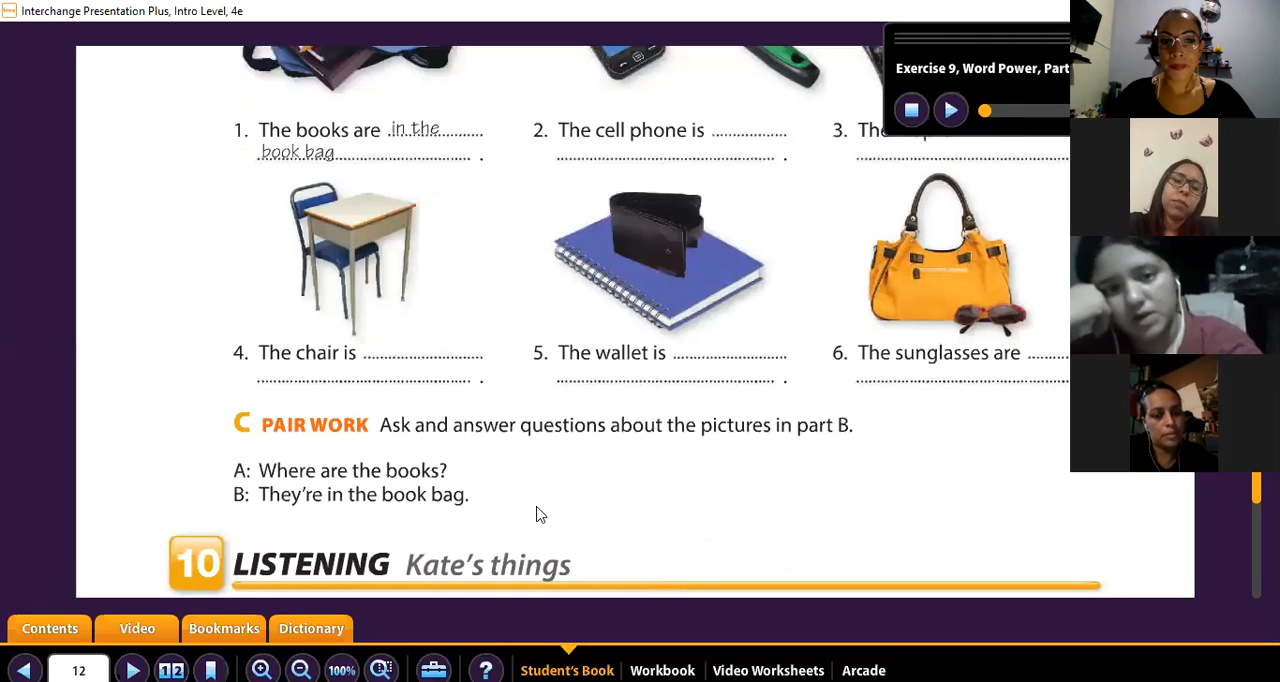 Interchange Presentation Plus, Intro Level, 4e
Exercise 9, Word Power, Part
1. The books are in the
book bag .
2. The cell phone is ....................
.
3. The
4. The chair is ....................
.
5. The wallet is ....................
.
6. The sunglasses are ........
C PAIR WORK Ask and answer questions about the pictures in part B.
A: Where are the books?
B: They're in the book bag.
10 LISTENING Kate's things
Contents Video Bookmarks Dictionary
12 1 2 100% ? Student's Book Workbook Video Worksheets Arcade